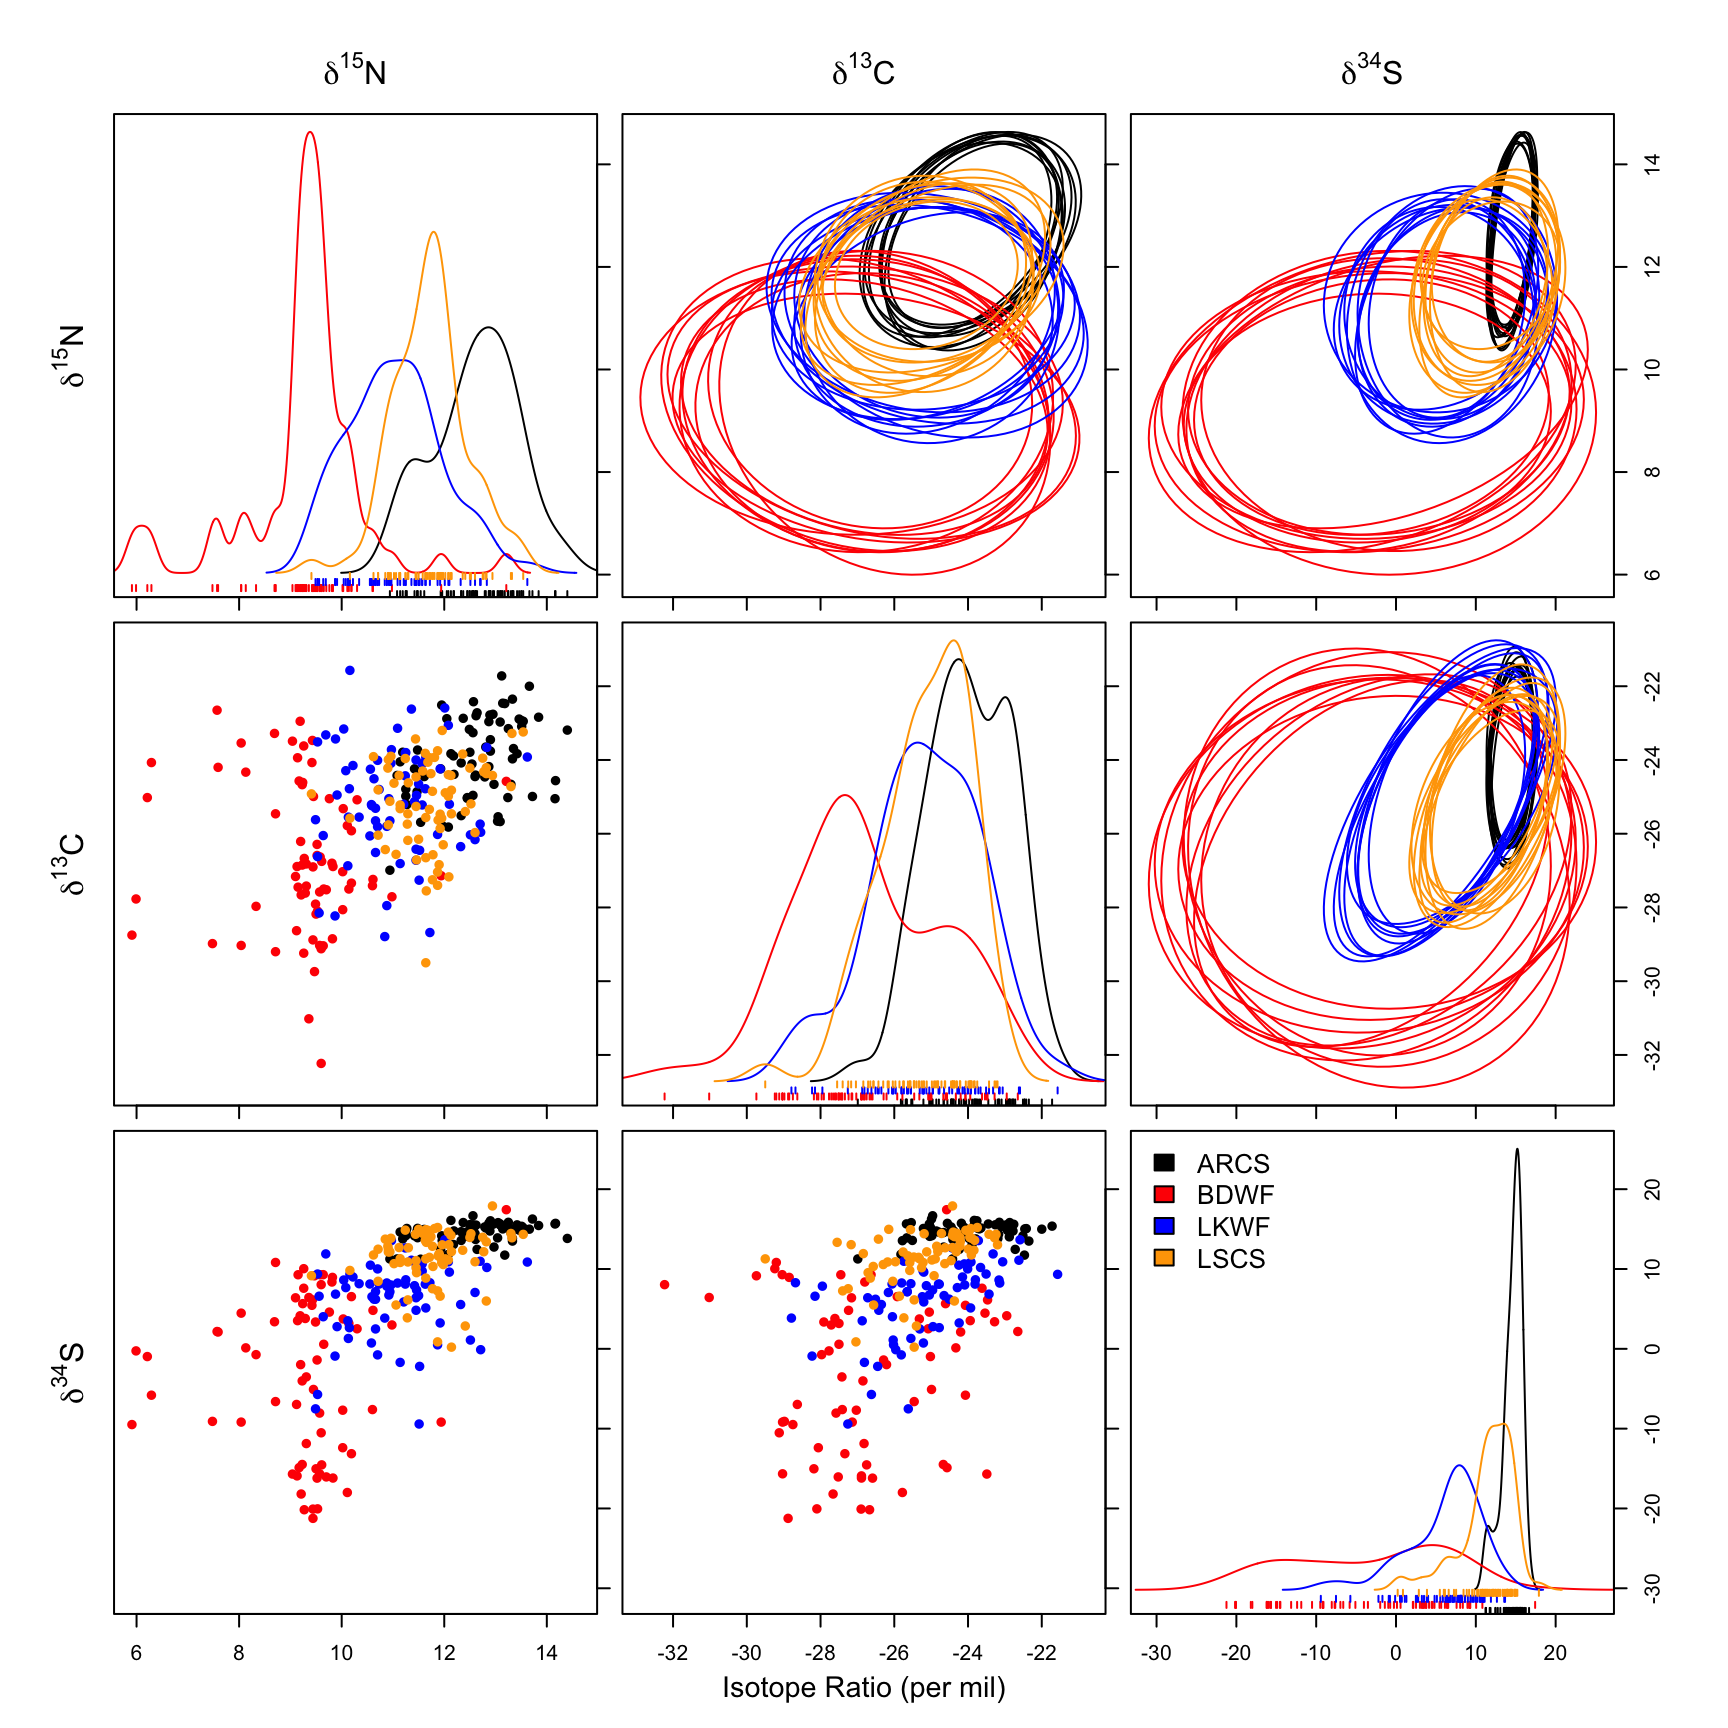 δ¹⁵N δ¹³C δ³⁴S
δ¹⁵N
14
12
10
8
6
δ¹³C
-22
-24
-26
-28
-30
-32
δ³⁴S
ARCS
BDWF
LKWF
LSCS
20
10
0
-10
-20
-30
6 8 10 12 14 -32 -30 -28 -26 -24 -22 -30 -20 -10 0 10 20
Isotope Ratio (per mil)